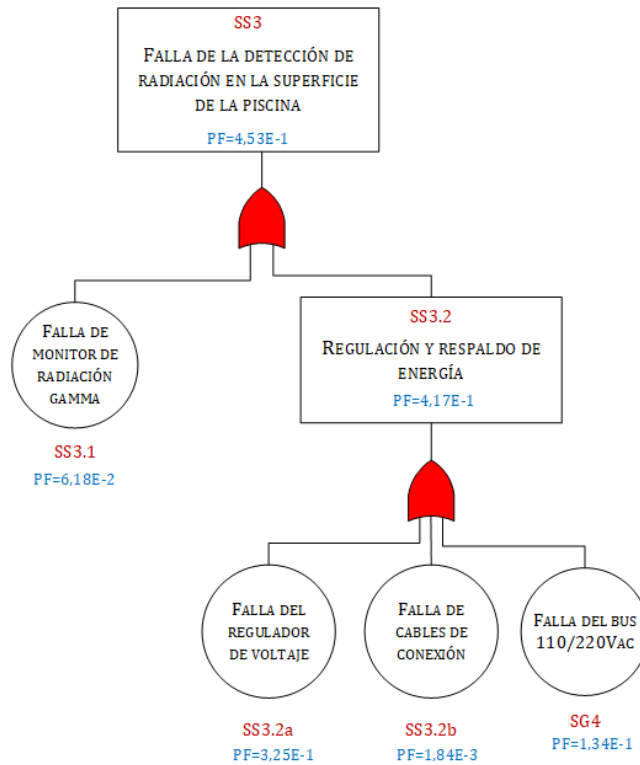 SS3
FALLA DE LA DETECCIÓN DE
RADIACIÓN EN LA SUPERFICIE
DE LA PISCINA
PF=4,53E-1
FALLA DE
MONITOR DE
RADIACIÓN
GAMMA
SS3.1
PF=6,18E-2
SS3.2
REGULACIÓN Y RESPALDO DE
ENERGÍA
PF=4,17E-1
FALLA DEL
REGULADOR
DE VOLTAJE
SS3.2a
PF=3,25E-1
FALLA DE
CABLES DE
CONEXIÓN
SS3.2b
PF=1,84E-3
FALLA DEL BUS
110/220VAC
SG4
PF=1,34E-1